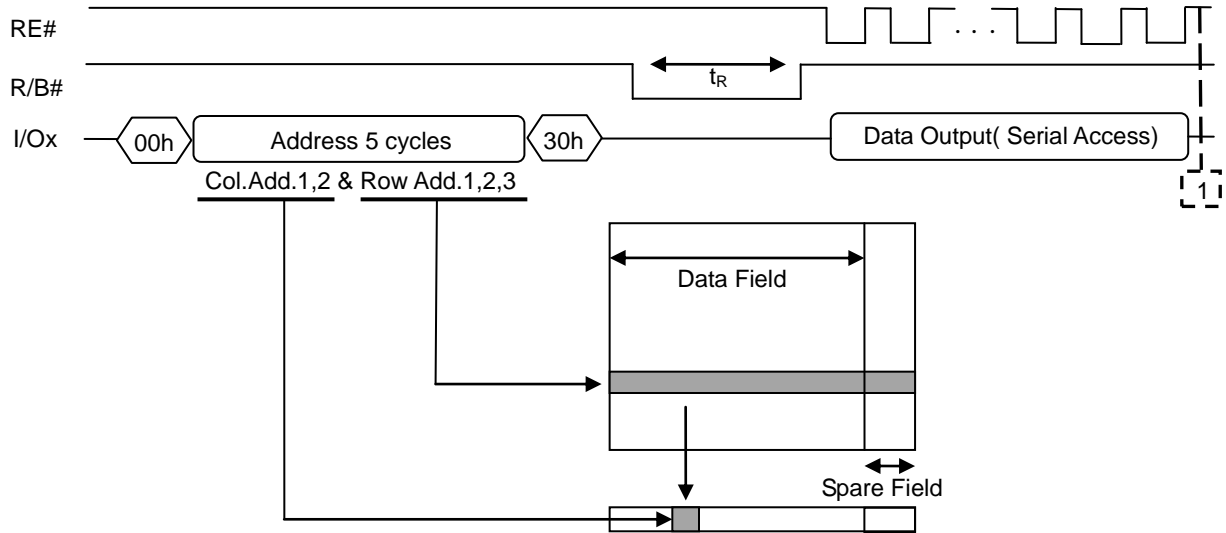 RE#
. . .
R/B#
tR
I/Ox
00h
Address 5 cycles
30h
Data Output( Serial Access)
Col.Add.1,2 & Row Add.1,2,3
1
Data Field
Spare Field